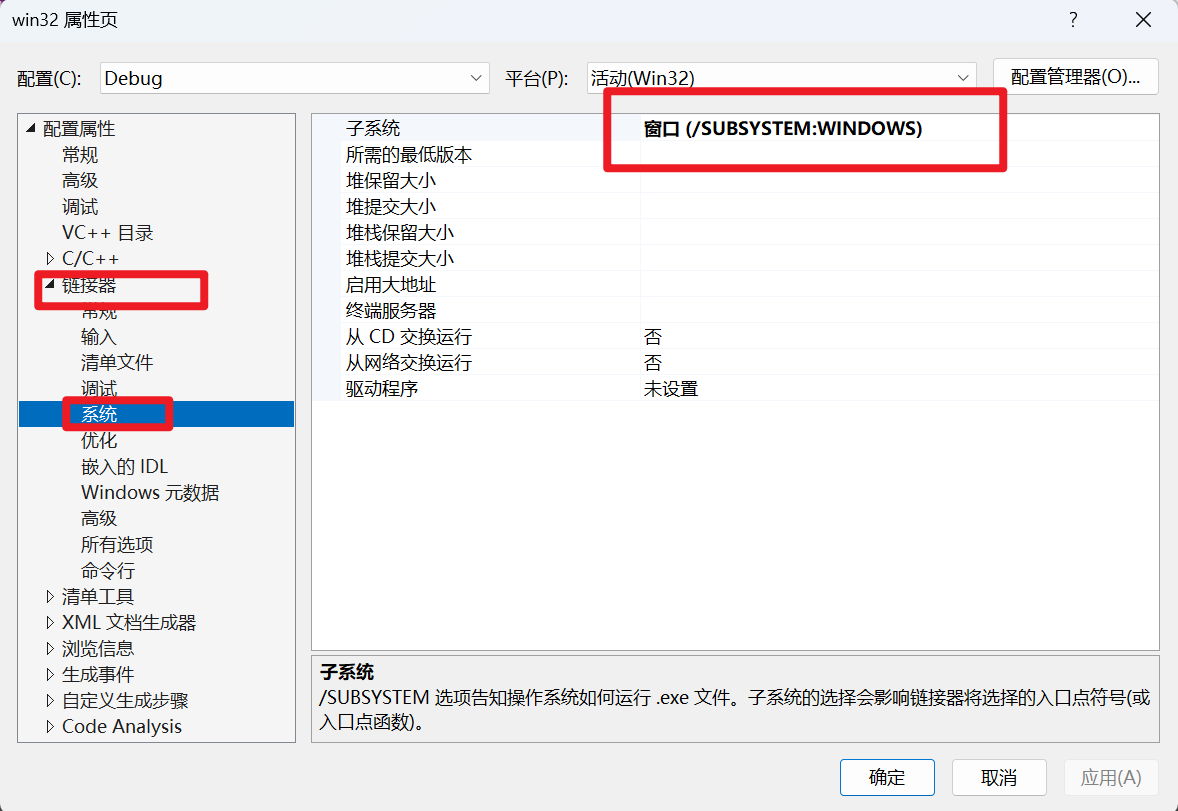 win32 属性页
?
配置(C):
Debug
平台(P):
活动(Win32)
配置管理器(O)...
配置属性
常规
高级
调试
VC++ 目录
C/C++
链接器
常规
输入
清单文件
调试
系统
优化
嵌入的 IDL
Windows 元数据
高级
所有选项
命令行
清单工具
XML 文档生成器
浏览信息
生成事件
自定义生成步骤
Code Analysis
子系统 窗口 (/SUBSYSTEM:WINDOWS)
所需的最低版本
堆保留大小
堆提交大小
堆栈保留大小
堆栈提交大小
启用大地址
终端服务器
从 CD 交换运行 否
从网络交换运行 否
驱动程序 未设置
子系统
/SUBSYSTEM 选项告知操作系统如何运行 .exe 文件。子系统的选择会影响链接器将选择的入口点符号(或
入口点函数)。
确定
取消
应用(A)